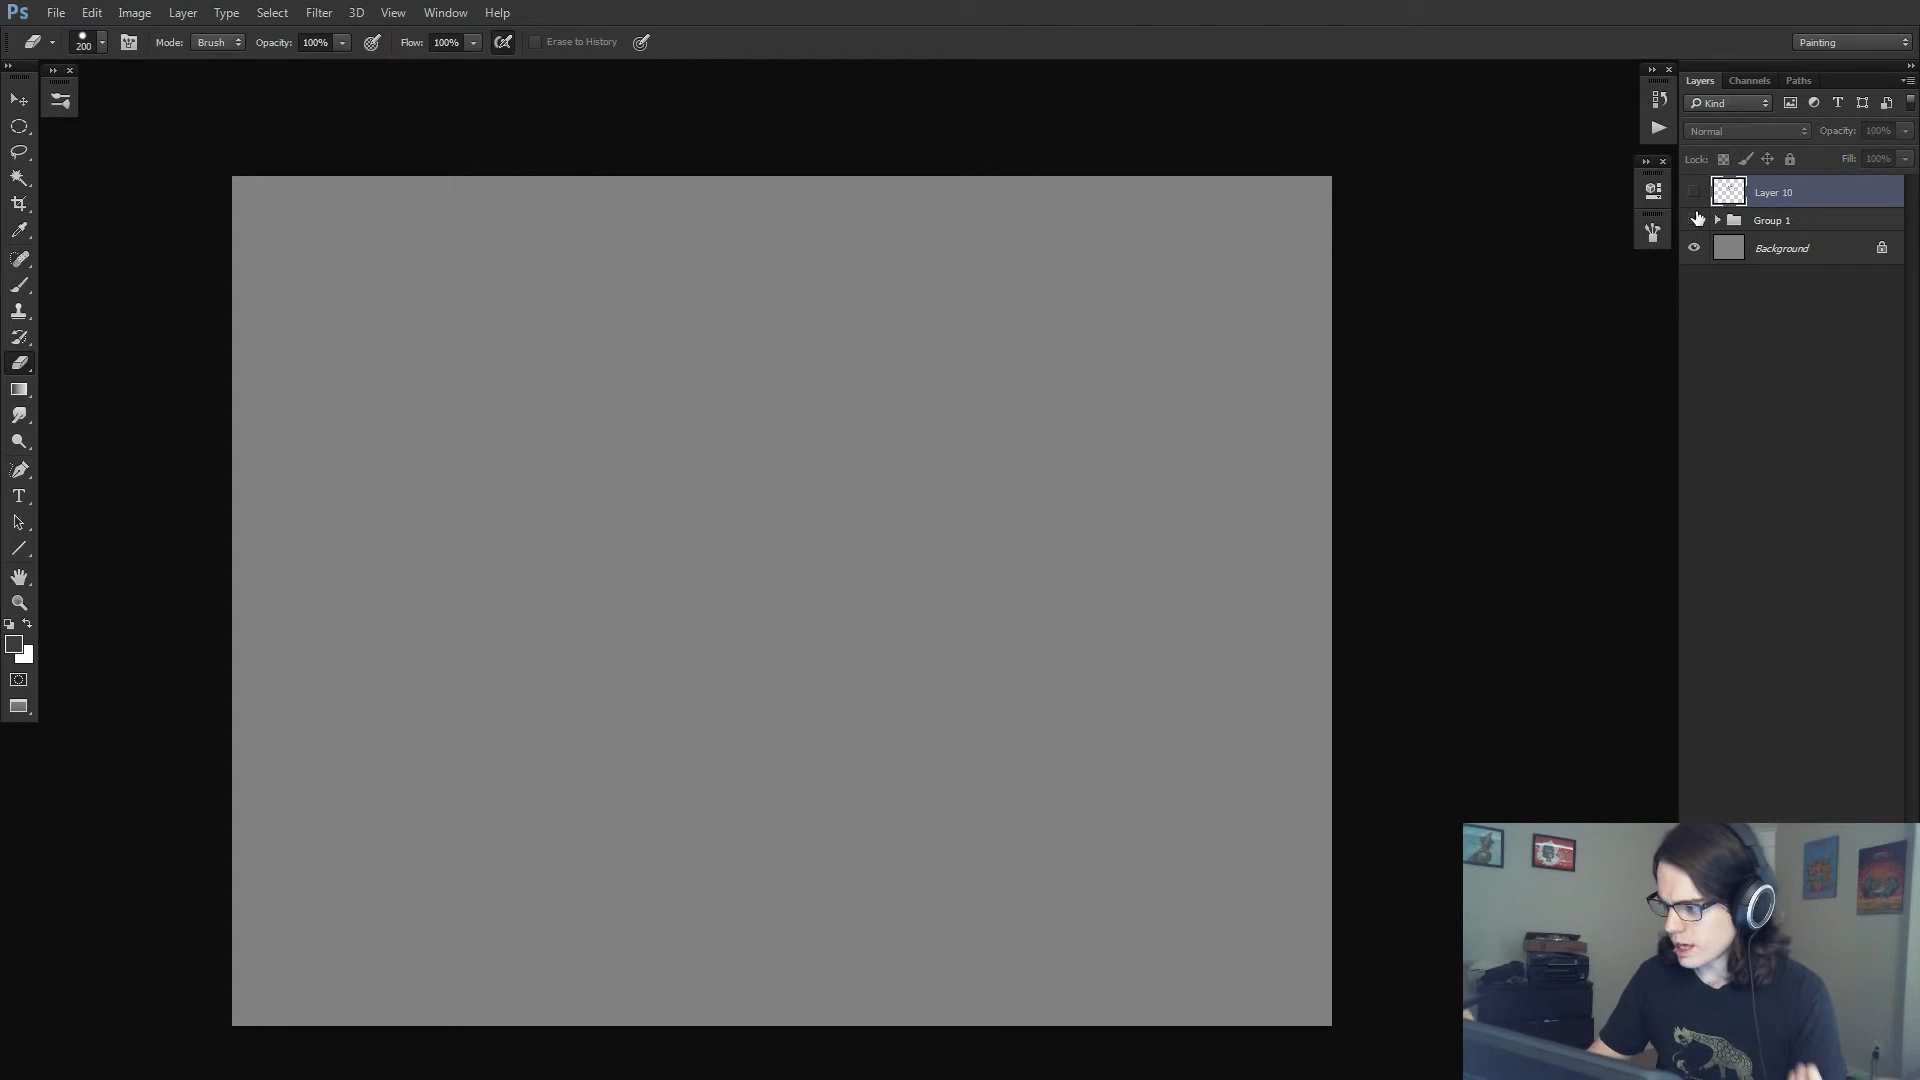 Ps File Edit Image Layer Type Select Filter 3D View Window Help
200 Mode: Brush Opacity: 100% Flow: 100% Erase to History Painting
Layers Channels Paths
Kind
Normal Opacity: 100%
Lock: Fill: 100%
Layer 10
Group 1
Background